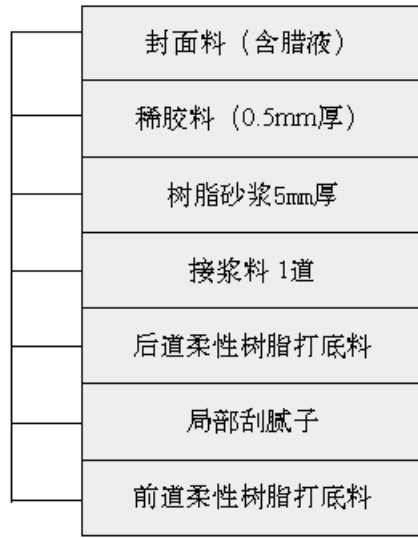 封面料（含腊液）
稀胶料（0.5mm厚）
树脂砂浆5mm厚
接浆料 1道
后道柔性树脂打底料
局部刮腻子
前道柔性树脂打底料